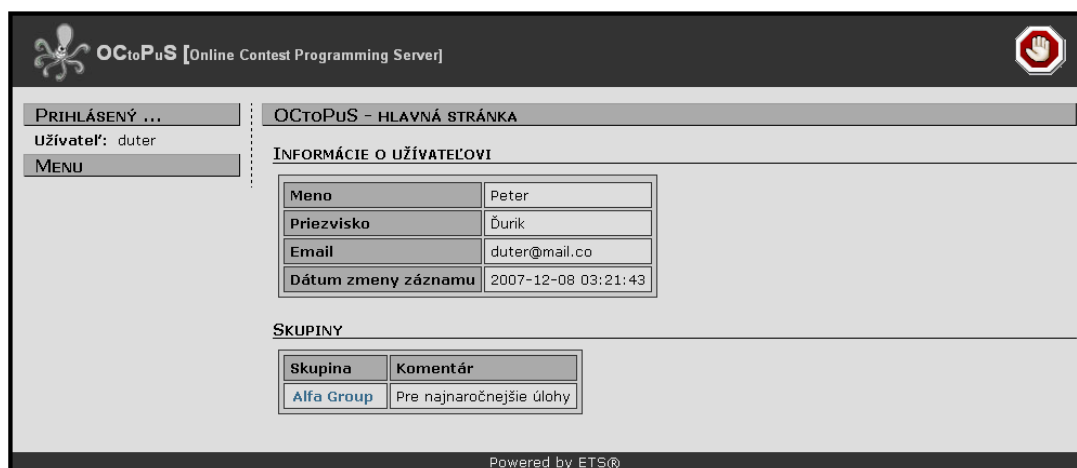 OCtoPuS [Online Contest Programming Server]
PRIHLÁSENÝ ...
Užívateľ: duter
MENU
OCTOPUS - HLAVNÁ STRÁNKA
INFORMÁCIE O UŽÍVATEĽOVI
Meno Peter
Priezvisko Ďurik
Email duter@mail.co
Dátum zmeny záznamu 2007-12-08 03:21:43
SKUPINY
Skupina Komentár
Alfa Group Pre najnaročnejšie úlohy
Powered by ETS®